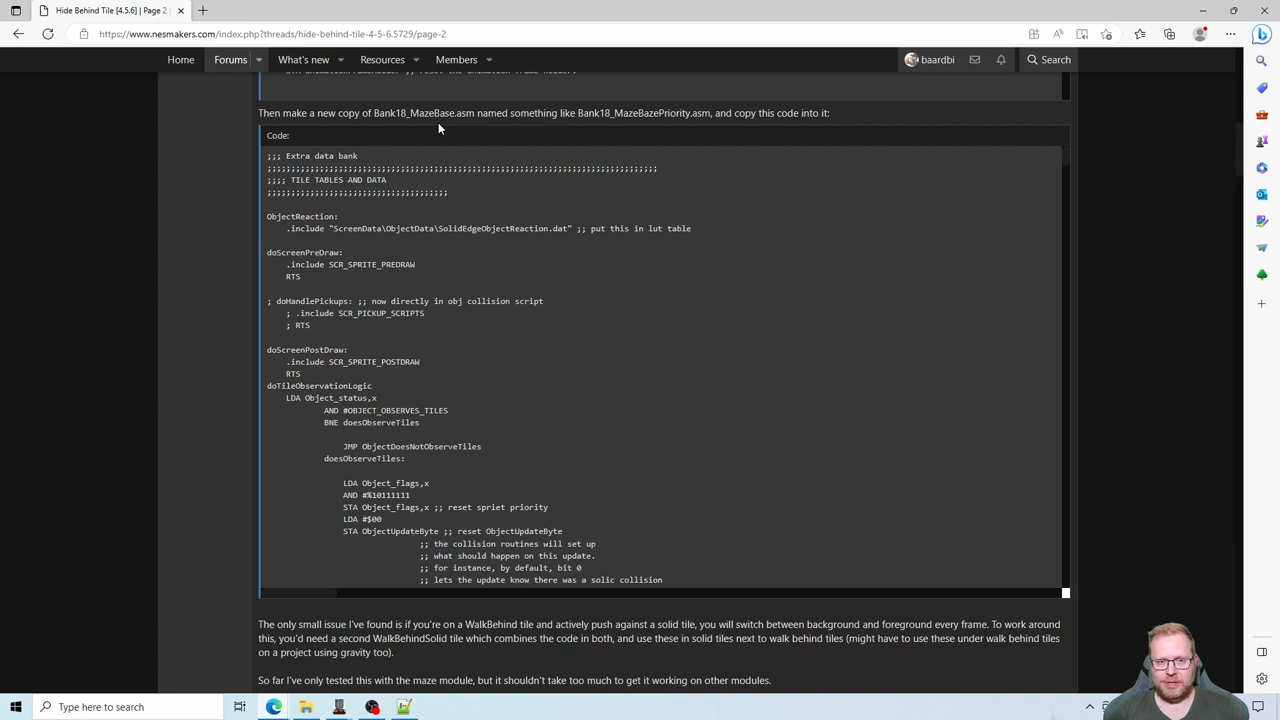 Hide Behind Tile [4.5.6] | Page 2
https://www.nesmakers.com/index.php?threads/hide-behind-tile-4-5-6.5729/page-2
Home Forums What's new Resources Members baardbi Search
Then make a new copy of Bank18_MazeBase.asm named something like Bank18_MazeBazePriority.asm, and copy this code into it:
Code:
;;; Extra data bank
;;;;;;;;;;;;;;;;;;;;;;;;;;;;;;;;;;;;;;;;;;;;;;;;;;;;;;;;;;;;;;;;;;;;;;;;;;;;;;;;;;
;;;; TILE TABLES AND DATA
;;;;;;;;;;;;;;;;;;;;;;;;;;;;;;;;;;;;;;
ObjectReaction:
.include "ScreenData\ObjectData\SolidEdgeObjectReaction.dat" ;; put this in lut table
doScreenPreDraw:
.include SCR_SPRITE_PREDRAW
RTS
; doHandlePickups: ;; now directly in obj collision script
; .include SCR_PICKUP_SCRIPTS
; RTS
doScreenPostDraw:
.include SCR_SPRITE_POSTDRAW
RTS
doTileObservationLogic
LDA Object_status,x
AND #OBJECT_OBSERVES_TILES
BNE doesObserveTiles
JMP ObjectDoesNotObserveTiles
doesObserveTiles:
LDA Object_flags,x
AND #%10111111
STA Object_flags,x ;; reset spriet priority
LDA #$00
STA ObjectUpdateByte ;; reset ObjectUpdateByte
;; the collision routines will set up
;; what should happen on this update.
;; for instance, by default, bit 0
;; lets the update know there was a solic collision
The only small issue I've found is if you're on a WalkBehind tile and actively push against a solid tile, you will switch between background and foreground every frame. To work around
this, you'd need a second WalkBehindSolid tile which combines the code in both, and use these in solid tiles next to walk behind tiles (might have to use these under walk behind tiles
on a project using gravity too).
So far I've only tested this with the maze module, but it shouldn't take too much to get it working on other modules.
Type here to search